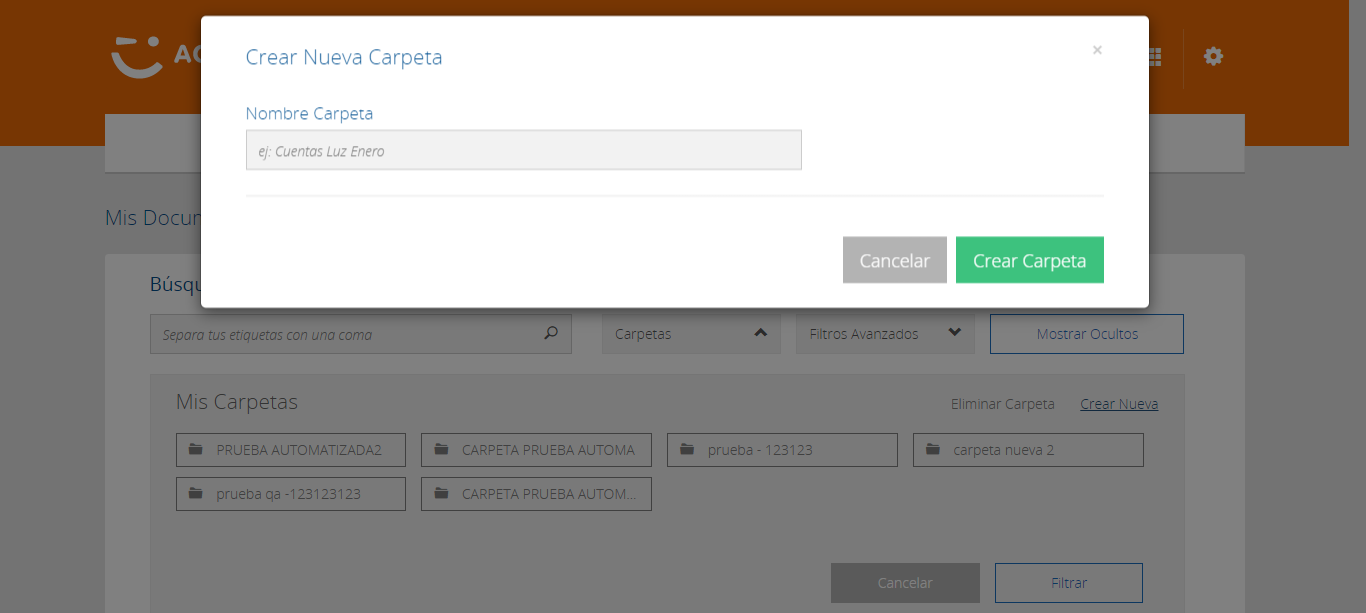 Crear Nueva Carpeta
×
Nombre Carpeta
ej: Cuentas Luz Enero
Cancelar Crear Carpeta
Mis
Separa tus etiquetas con una coma Carpetas Filtros Avanzados Mostrar Ocultos
Mis Carpetas Eliminar Carpeta Crear Nueva
PRUEBA AUTOMATIZADA2 CARPETA PRUEBA AUTOMA prueba - 123123 carpeta nueva 2
prueba qa -123123123 CARPETA PRUEBA AUTOM...
Cancelar Filtrar